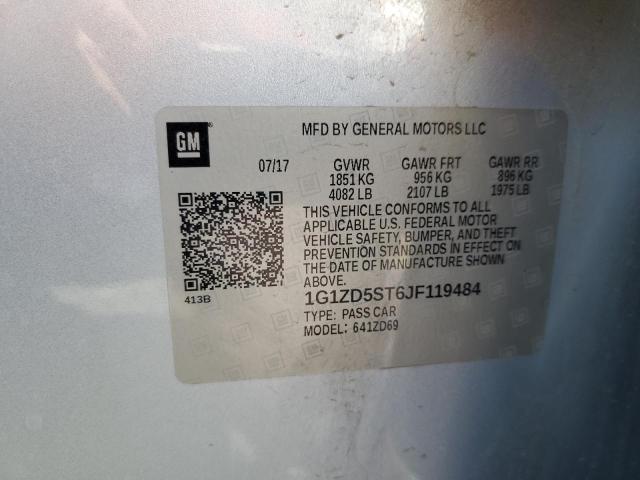 GM
MFD BY GENERAL MOTORS LLC
07/17 GVWR GAWR FRT GAWR RR
1851 KG 956 KG 896 KG
4082 LB 2107 LB 1975 LB
THIS VEHICLE CONFORMS TO ALL
APPLICABLE U.S. FEDERAL MOTOR
VEHICLE SAFETY, BUMPER, AND THEFT
PREVENTION STANDARDS IN EFFECT ON
THE DATE OF MANUFACTURE SHOWN
ABOVE.
413B
1G1ZD5ST6JF119484
TYPE: PASS CAR
MODEL: 641ZD69